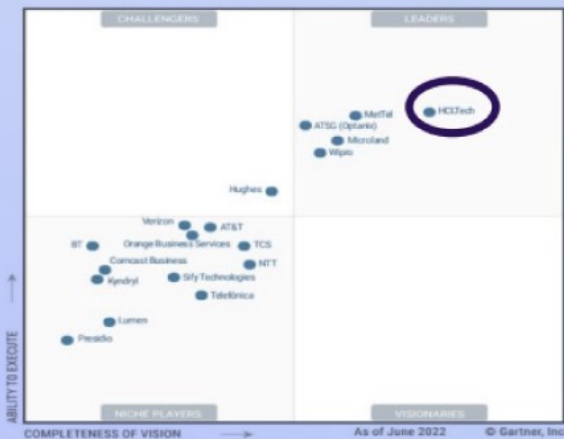 CHALLENGERS
LEADERS
HCLTech
MetTel
ATSG (Optanix)
Microland
Wipro
Hughes
Verizon
AT&T
Orange Business Services
BT
TCS
Comcast Business
NTT
Kyndryl
Sify Technologies
Telefónica
Lumen
Presidio
ABILITY TO EXECUTE
NICHE PLAYERS
VISIONARIES
COMPLETENESS OF VISION
As of June 2022
© Gartner, Inc